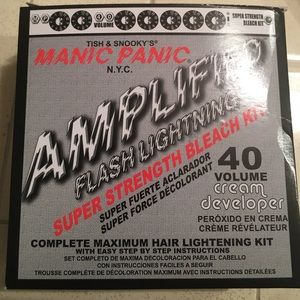 VOLUME
SUPER STRENGTH
BLEACH KIT
TISH & SNOOKY'S®
MANIC PANIC
N.Y.C.
AMPLIFIED
FLASH LIGHTNING
SUPER STRENGTH BLEACH KIT
SUPER FUERTE ACLARADOR
SUPER FORCE DÉCOLORANT
40
VOLUME
cream
developer
PERÓXIDO EN CREMA
CRÈME RÉVÉLATEUR
COMPLETE MAXIMUM HAIR LIGHTENING KIT
WITH EASY STEP BY STEP INSTRUCTIONS
SET COMPLETO DE MAXIMA DECOLORACION PARA EL CABELLO
CON INSTRUCCIONES FACILES A SEGUIR
TROUSSE COMPLÈTE DE DÉCOLORATION MAXIMUM AVEC INSTRUCTIONS DÉTAILLÉES